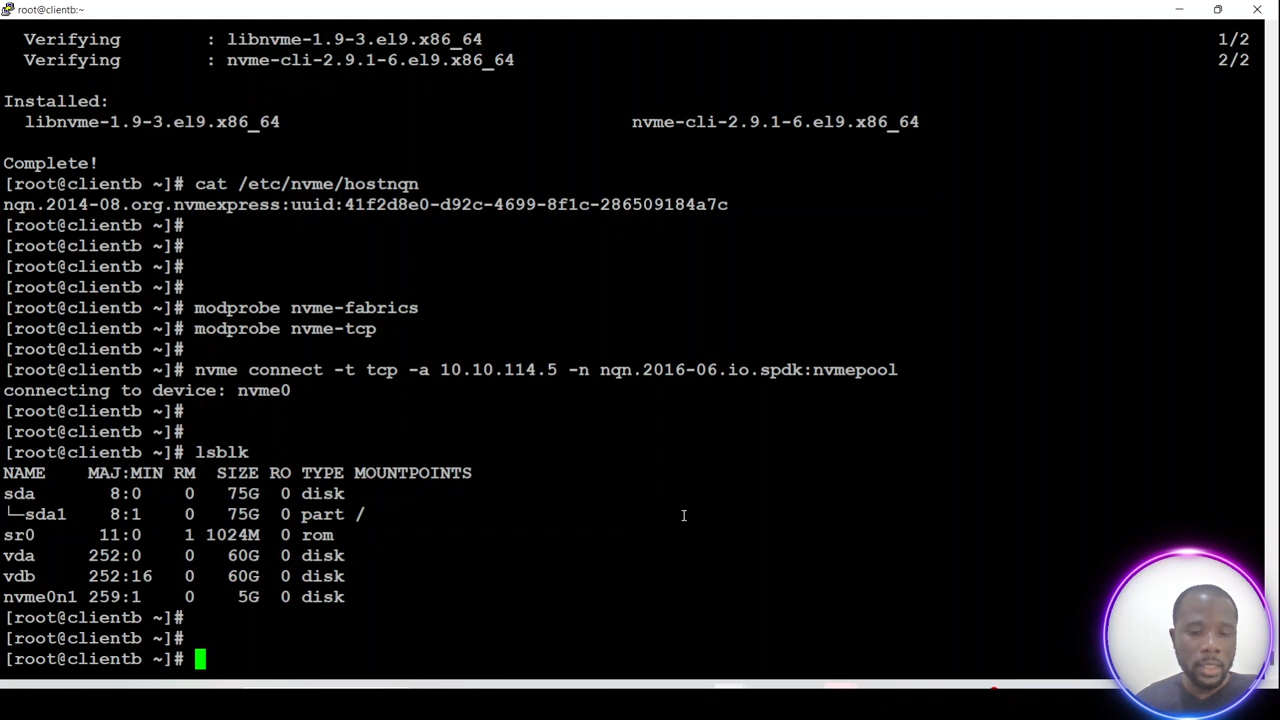 root@clientb:~
Verifying : libnvme-1.9-3.el9.x86_64 1/2
Verifying : nvme-cli-2.9.1-6.el9.x86_64 2/2
Installed:
libnvme-1.9-3.el9.x86_64 nvme-cli-2.9.1-6.el9.x86_64
Complete!
[root@clientb ~]# cat /etc/nvme/hostnqn
nqn.2014-08.org.nvmexpress:uuid:41f2d8e0-d92c-4699-8f1c-286509184a7c
[root@clientb ~]#
[root@clientb ~]#
[root@clientb ~]#
[root@clientb ~]#
[root@clientb ~]# modprobe nvme-fabrics
[root@clientb ~]# modprobe nvme-tcp
[root@clientb ~]#
[root@clientb ~]# nvme connect -t tcp -a 10.10.114.5 -n nqn.2016-06.io.spdk:nvmepool
connecting to device: nvme0
[root@clientb ~]#
[root@clientb ~]#
[root@clientb ~]# lsblk
NAME MAJ:MIN RM SIZE RO TYPE MOUNTPOINTS
sda 8:0 0 75G 0 disk
└─sda1 8:1 0 75G 0 part /
sr0 11:0 1 1024M 0 rom
vda 252:0 0 60G 0 disk
vdb 252:16 0 60G 0 disk
nvme0n1 259:1 0 5G 0 disk
[root@clientb ~]#
[root@clientb ~]#
[root@clientb ~]#